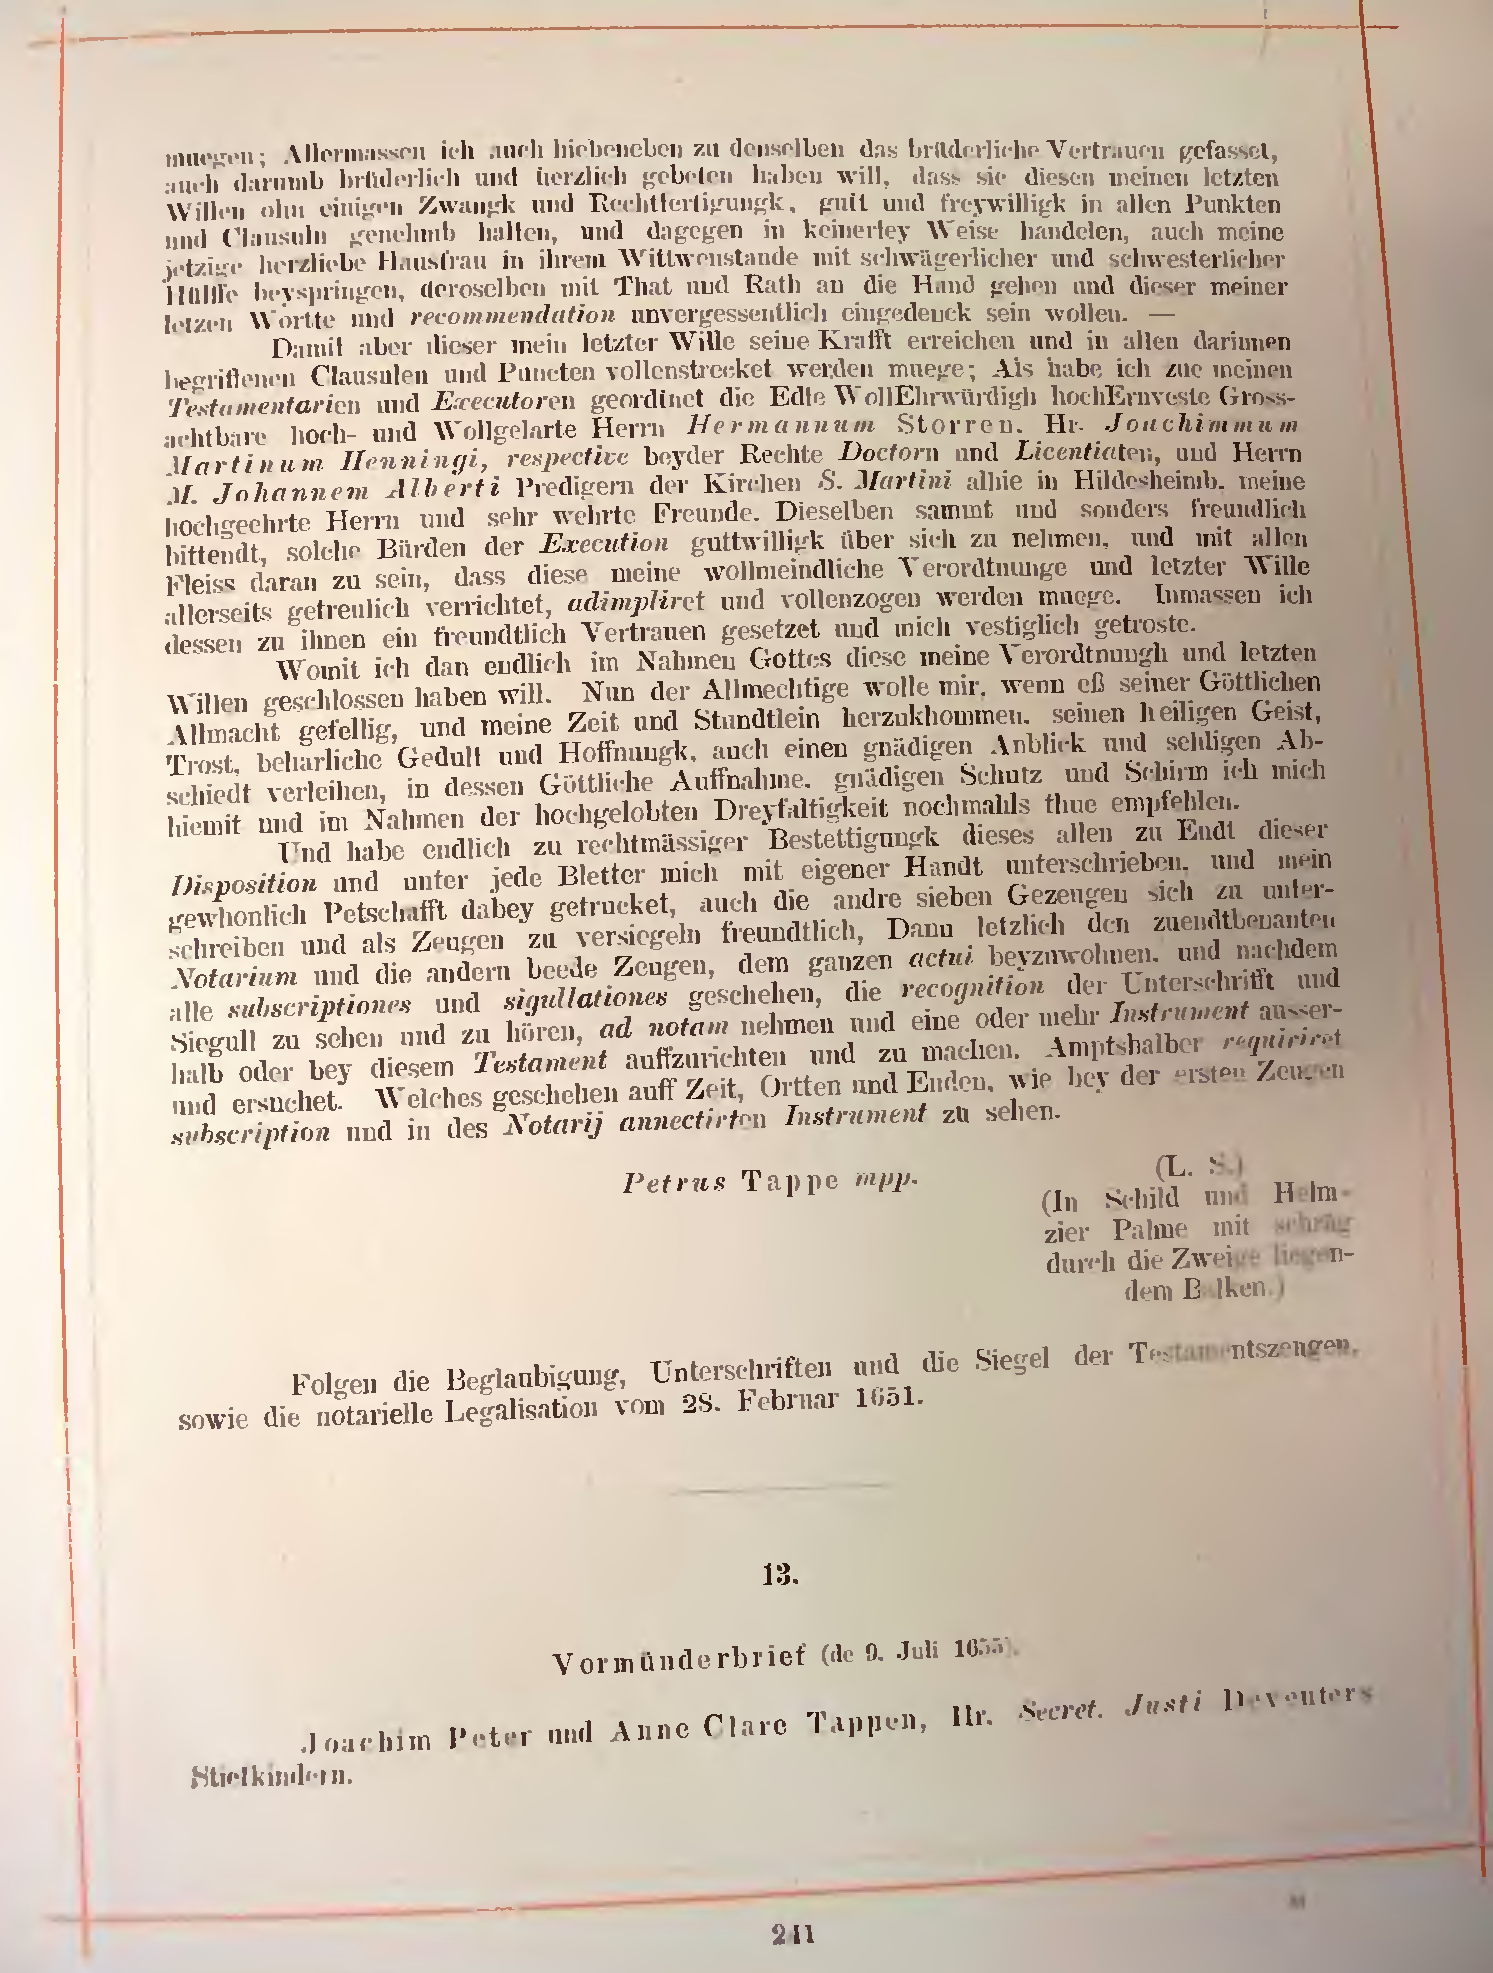 muegen; Allermassen ich auch hiebeneben zu denselben das brüderliche Vertrauen gefasset,
auch darumb brüderlich und herzlich gebeten haben will, dass sie diesen meinen letzten
Willen ohn einigen Zwangk und Rechtfertigungk, guit und freywilligk in allen Punkten
und Clausuln genehmb halten, und dagegen in keinerley Weise handelen, auch meine
jetzige herzliebe Hausfrau in ihrem Wittwenstande mit schwägerlicher und schwesterlicher
Hülffe beyspringen, deroselben mit That und Rath an die Hand gehen und dieser meiner
letzen Wortte und recommendation unvergessentlich eingedenck sein wollen. —
Damit aber dieser mein letzter Wille seine Krafft erreichen und in allen darinnen
begriffenen Clausulen und Puncten vollenstrecket werden muege; Als habe ich zue meinen
Testamentarien und Executoren geordinet die Edle WollEhrwürdigh hochErnveste Gross-
achtbare hoch- und Wollgelarte Herrn Hermannum Storren, Hr. Joachimmum
Martinum Henningi, respective beyder Rechte Doctorn und Licentiaten, und Herrn
M. Johannem Alberti Predigern der Kirchen S. Martini alhie in Hildesheimb, meine
hochgeehrte Herrn und sehr wehrte Freunde. Dieselben sammt und sonders freundlich
bittendt, solche Bürden der Execution guttwilligk über sich zu nehmen, und mit allen
Fleiss daran zu sein, dass diese meine wollmeindliche Verordtnunge und letzter Wille
allerseits getreulich verrichtet, adimpliret und vollenzogen werden muege. Inmassen ich
dessen zu ihnen ein freundtlich Vertrauen gesetzet und mich vestiglich getroste.
Womit ich dan endlich im Nahmen Gottes diese meine Verordtnungh und letzten
Willen geschlossen haben will. Nun der Allmechtige wolle mir, wenn eß seiner Göttlichen
Allmacht gefellig, und meine Zeit und Stundtlein herzukhommen, seinen heiligen Geist,
Trost, beharliche Gedult und Hoffnungk, auch einen gnädigen Anblick und sehligen Ab-
schiedt verleihen, in dessen Göttliche Auffnahme, gnädigen Schutz und Schirm ich mich
hiemit und im Nahmen der hochgelobten Dreyfaltigkeit nochmahls thue empfehlen.
Und habe endlich zu rechtmässiger Bestettigungk dieses allen zu Endt dieser
Disposition und unter jede Bletter mich mit eigener Handt unterschrieben, und mein
gewhonlich Petschafft dabey getrucket, auch die andre sieben Gezeugen sich zu unter-
schreiben und als Zeugen zu versiegeln freundtlich, Dann letzlich den zuendtbenanten
Notarium und die andern beede Zeugen, dem ganzen actui beyzuwohnen, und nachdem
alle subscriptiones und sigullationes geschehen, die recognition der Unterschrifft und
Siegull zu sehen und zu hören, ad notam nehmen und eine oder mehr Instrument ausser-
halb oder bey diesem Testament auffzurichten und zu machen, Amptshalber requiriret
und ersuchet. Welches geschehen auff Zeit, Ortten und Enden, wie bey der ersten Zeugen
subscription und in des Notarij annectirten Instrument zu sehen.
Petrus Tappe mpp.
(L. S.)
(In Schild und Helm-
zier Palme mit schräg
durch die Zweige liegen-
dem Balken.)
Folgen die Beglaubigung, Unterschriften und die Siegel der Testamentszeugen,
sowie die notarielle Legalisation vom 28. Februar 1651.
13.
Vormünderbrief (de 9. Juli 1655).
Joachim Peter und Anne Clare Tappen, Hr. Secret. Justi Deventers
Stiefkindern.
241